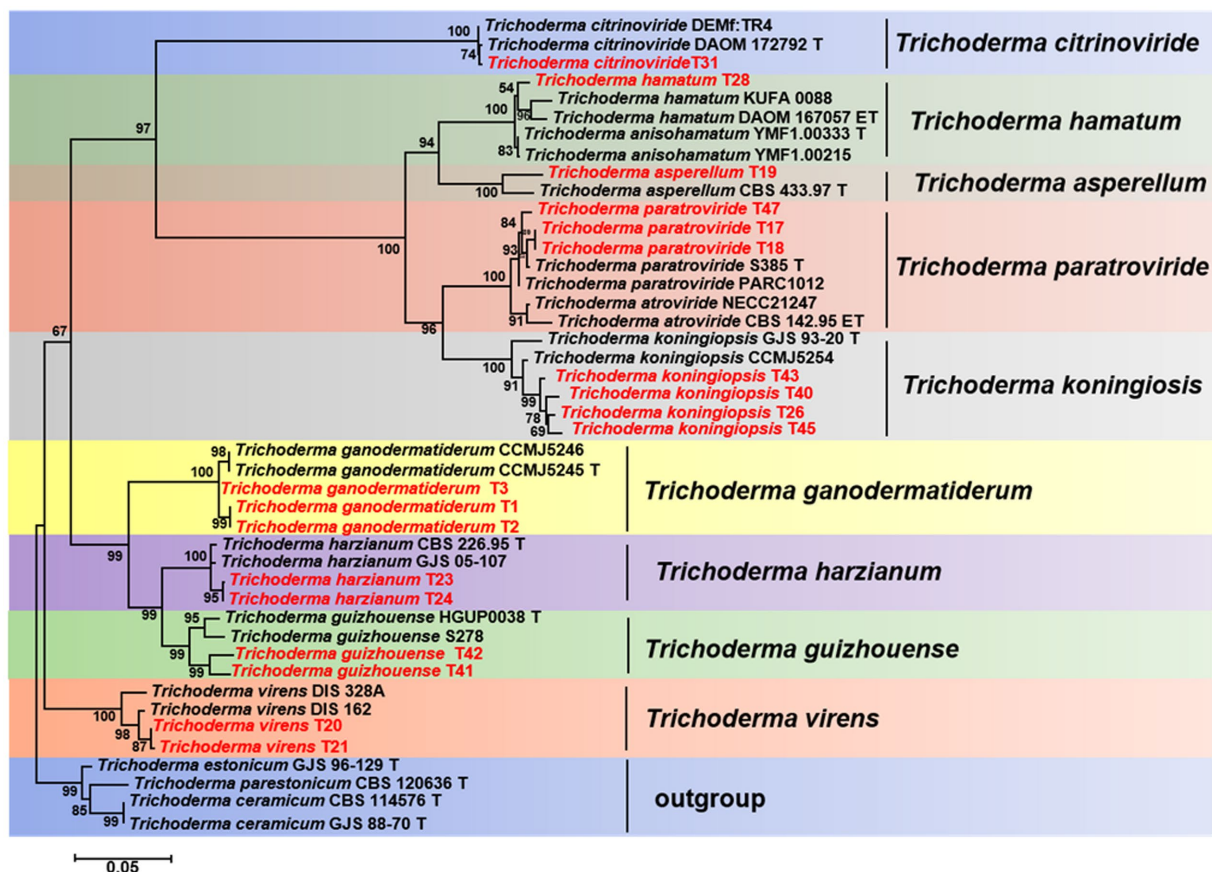 Trichoderma citrinoviride DEMf:TR4
Trichoderma citrinoviride DAOM 172792 T
Trichoderma citrinovirideT31
100
74
Trichoderma citrinoviride
Trichoderma hamatum T28
Trichoderma hamatum KUFA 0088
Trichoderma hamatum DAOM 167057 ET
Trichoderma anisohamatum YMF1.00333 T
Trichoderma anisohamatum YMF1.00215
54
100
96
83
97
94
Trichoderma hamatum
Trichoderma asperellum T19
Trichoderma asperellum CBS 433.97 T
100
Trichoderma asperellum
Trichoderma paratroviride T47
Trichoderma paratroviride T17
Trichoderma paratroviride T18
Trichoderma paratroviride S385 T
Trichoderma paratroviride PARC1012
Trichoderma atroviride NECC21247
Trichoderma atroviride CBS 142.95 ET
84
93
100
100
91
96
67
Trichoderma paratroviride
Trichoderma koningiopsis GJS 93-20 T
Trichoderma koningiopsis CCMJ5254
Trichoderma koningiopsis T43
Trichoderma koningiopsis T40
Trichoderma koningiopsis T26
Trichoderma koningiopsis T45
100
91
99
78
69
Trichoderma koningiosis
Trichoderma ganodermatiderum CCMJ5246
Trichoderma ganodermatiderum CCMJ5245 T
Trichoderma ganodermatiderum T3
Trichoderma ganodermatiderum T1
Trichoderma ganodermatiderum T2
98
100
99
Trichoderma ganodermatiderum
Trichoderma harzianum CBS 226.95 T
Trichoderma harzianum GJS 05-107
Trichoderma harzianum T23
Trichoderma harzianum T24
99
100
95
Trichoderma harzianum
Trichoderma guizhouense HGUP0038 T
Trichoderma guizhouense S278
Trichoderma guizhouense T42
Trichoderma guizhouense T41
99
95
99
99
Trichoderma guizhouense
Trichoderma virens DIS 328A
Trichoderma virens DIS 162
Trichoderma virens T20
Trichoderma virens T21
100
98
87
Trichoderma virens
Trichoderma estonicum GJS 96-129 T
Trichoderma parestonicum CBS 120636 T
Trichoderma ceramicum CBS 114576 T
Trichoderma ceramicum GJS 88-70 T
99
85
99
outgroup
0.05